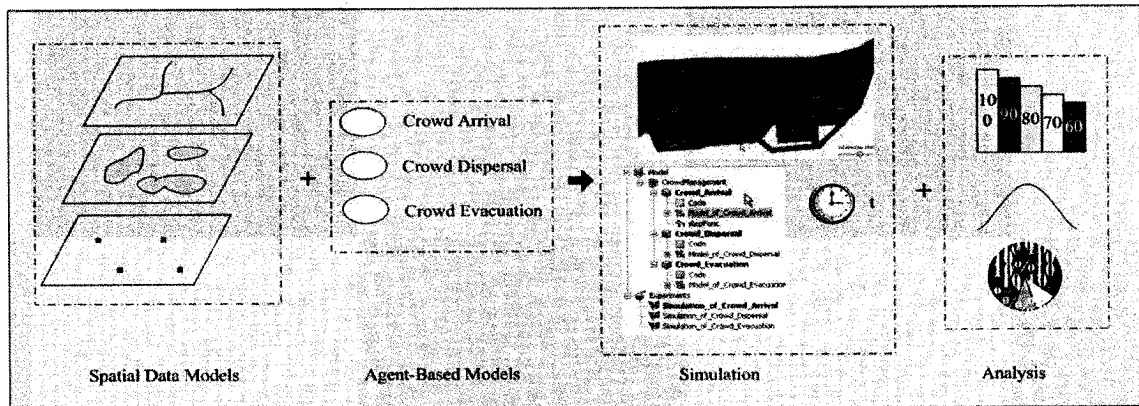 +
Crowd Arrival
Crowd Dispersal
Crowd Evacuation
Model
CrowdManagement
Crowd_Arrival
Code
Model_of_Crowd_Arrival
Crowd_Dispersal
Code
Model_of_Crowd_Dispersal
Crowd_Evacuation
Code
Model_of_Crowd_Evacuation
Experiments
Simulation_of_Crowd_Arrival
Simulation_of_Crowd_Dispersal
Simulation_of_Crowd_Evacuation
t
+
10
0
90
80
70
60
Spatial Data Models
Agent-Based Models
Simulation
Analysis